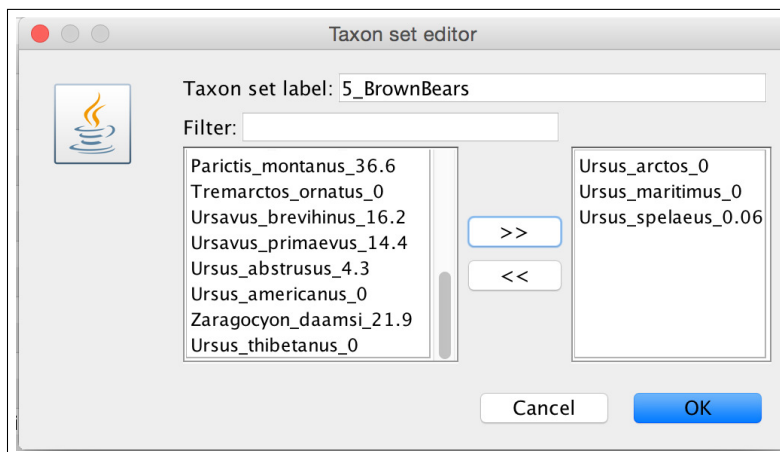 Taxon set editor
Taxon set label: 5_BrownBears
Filter:
Parictis_montanus_36.6
Tremarctos_ornatus_0
Ursavus_brevihinus_16.2
Ursavus_primaevus_14.4
Ursus_abstrusus_4.3
Ursus_americanus_0
Zaragocyon_daamsi_21.9
Ursus_thibetanus_0
>>
<<
Ursus_arctos_0
Ursus_maritimus_0
Ursus_spelaeus_0.06
Cancel
OK